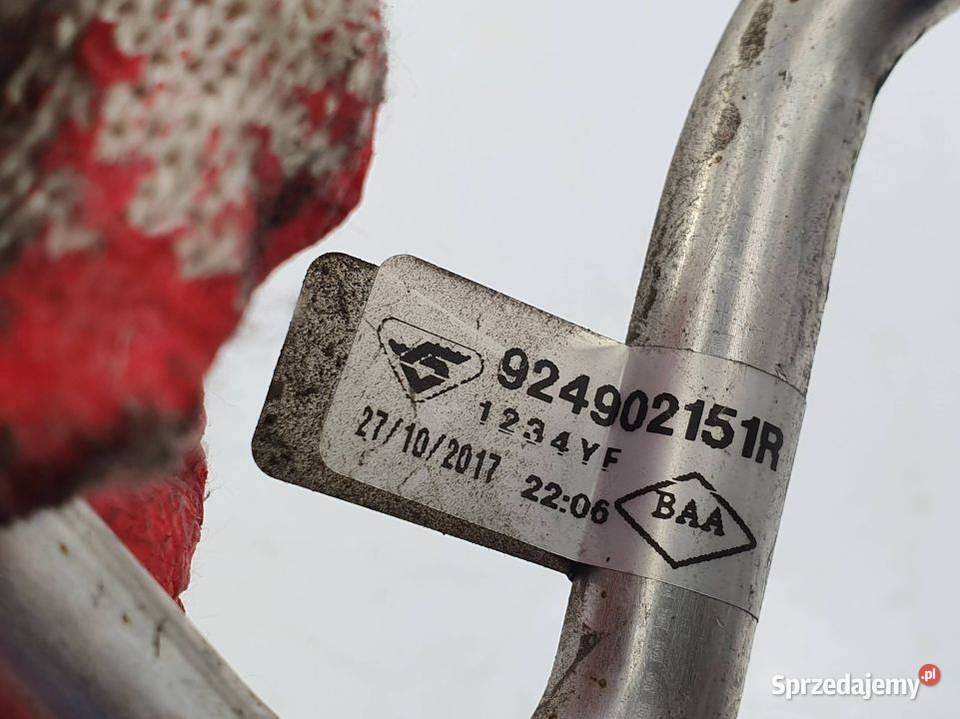 924902151R
1234YF
27/10/2017 22:06
BAA
Sprzedajemy.pl